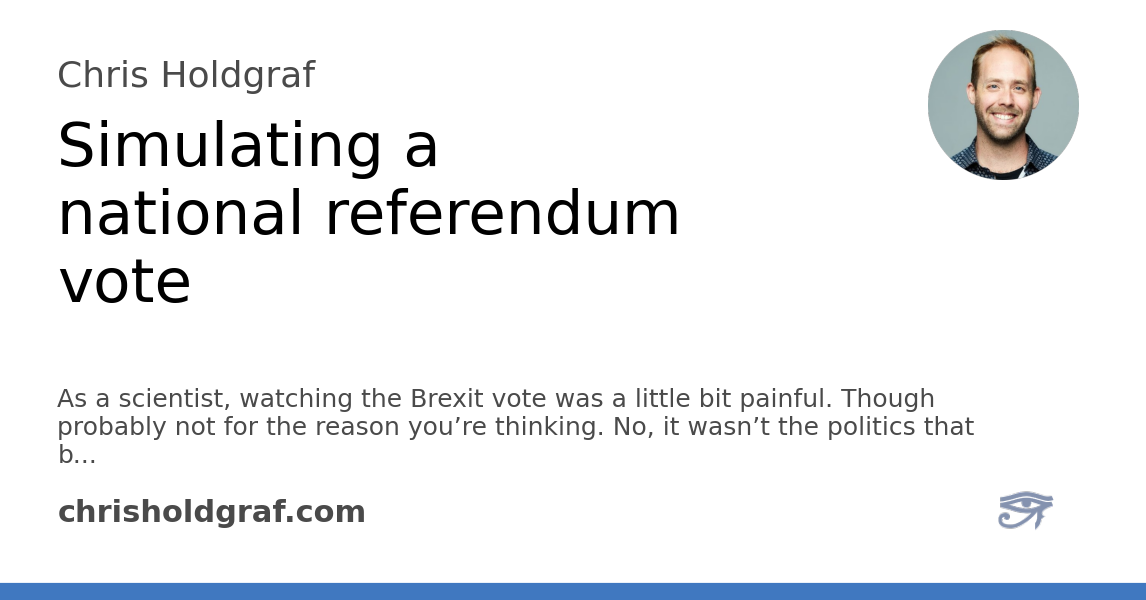 Chris Holdgraf
Simulating a
national referendum
vote
As a scientist, watching the Brexit vote was a little bit painful. Though
probably not for the reason you’re thinking. No, it wasn’t the politics that
b...
chrisholdgraf.com